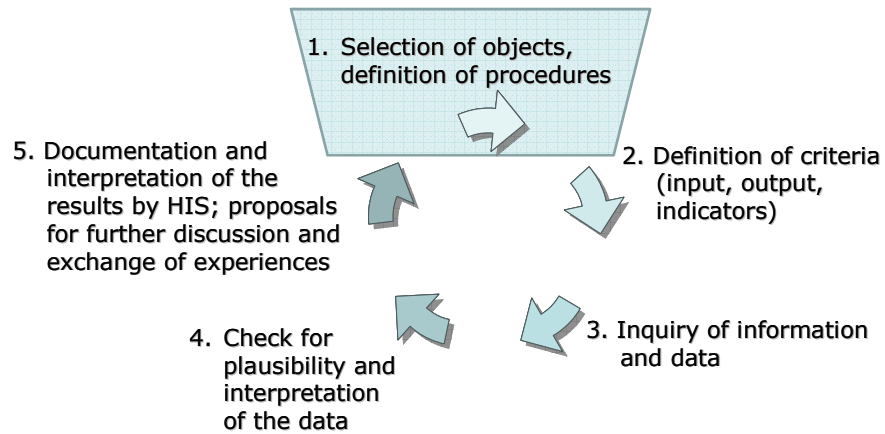 1. Selection of objects,
definition of procedures
2. Definition of criteria
(input, output,
indicators)
3. Inquiry of information
and data
4. Check for
plausibility and
interpretation
of the data
5. Documentation and
interpretation of the
results by HIS; proposals
for further discussion and
exchange of experiences